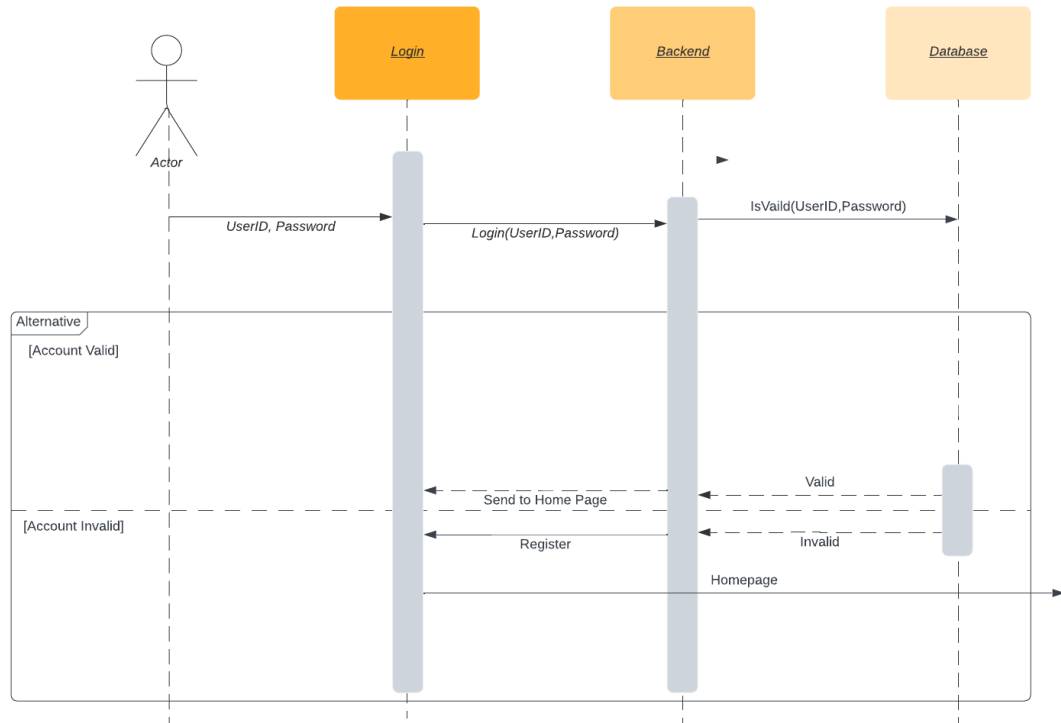 Login
Backend
Database
Actor
UserID, Password
Login(UserID,Password)
IsVaild(UserID,Password)
Alternative
[Account Valid]
Valid
Send to Home Page
[Account Invalid]
Invalid
Register
Homepage